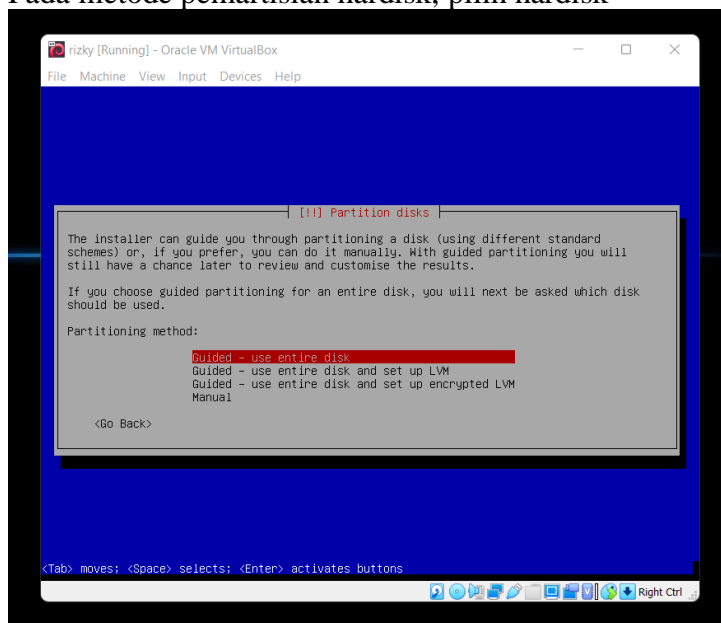 Pada metode pemartisian hardisk, pilih hardisk
rizky [Running] - Oracle VM VirtualBox
File Machine View Input Devices Help
[!!] Partition disks
The installer can guide you through partitioning a disk (using different standard
schemes) or, if you prefer, you can do it manually. With guided partitioning you will
still have a chance later to review and customise the results.
If you choose guided partitioning for an entire disk, you will next be asked which disk
should be used.
Partitioning method:
Guided - use entire disk
Guided - use entire disk and set up LVM
Guided - use entire disk and set up encrypted LVM
Manual
<Go Back>
<Tab> moves; <Space> selects; <Enter> activates buttons
Right Ctrl